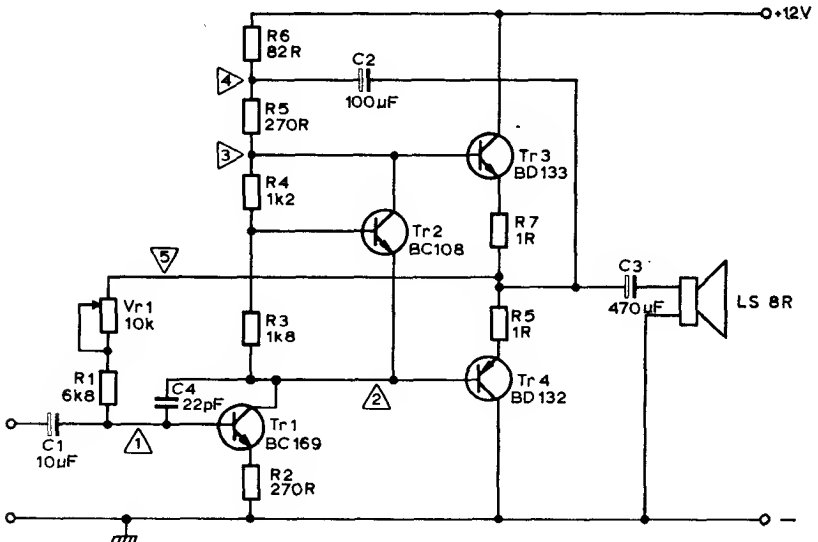 +12V
R6
82R
C2
100µF
4
R5
270R
3
Tr3
BD133
R4
1k2
Tr2
BC108
R7
1R
5
C3
470µF
LS 8R
Vr1
10k
R3
1k8
R5
1R
R1
6k8
C4
22pF
2
Tr4
BD132
1
Tr1
BC169
C1
10µF
R2
270R
–